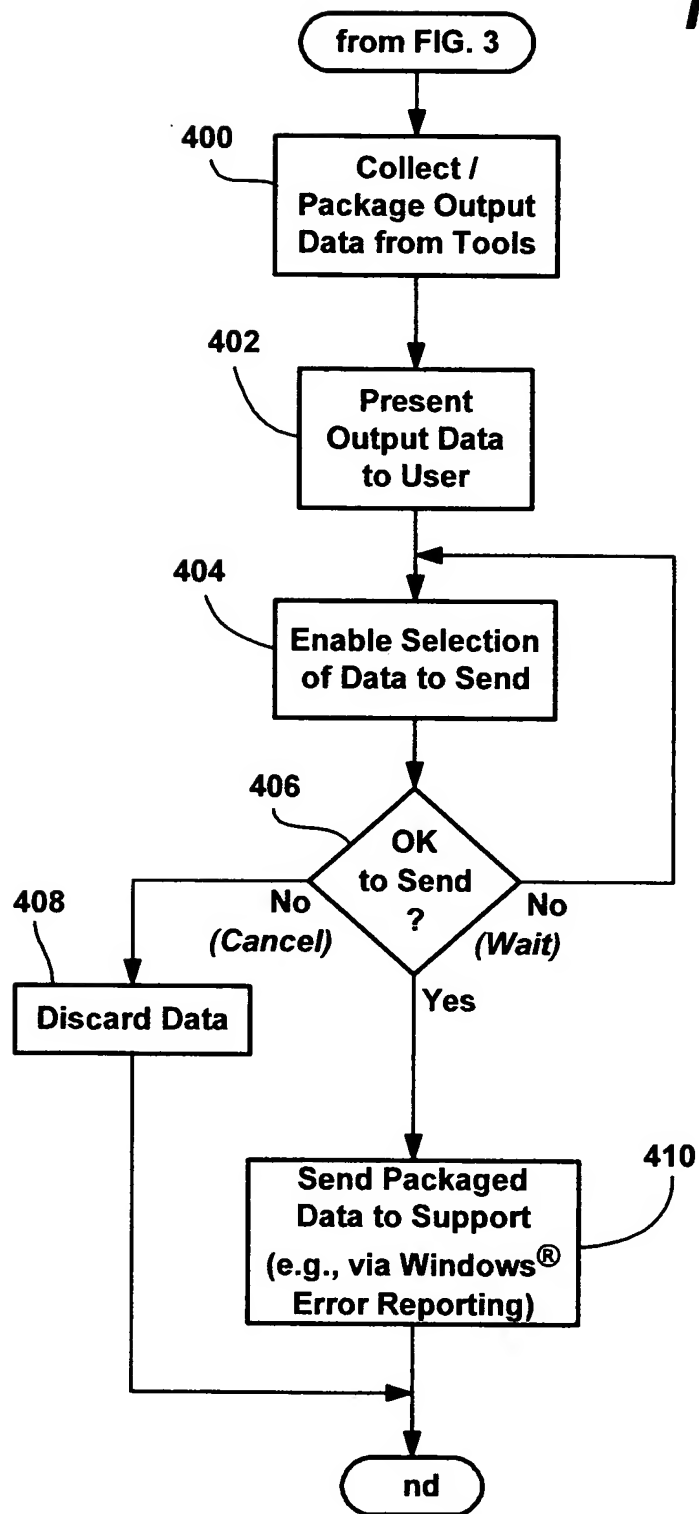 from FIG. 3
400
Collect /
Package Output
Data from Tools
402
Present
Output Data
to User
404
Enable Selection
of Data to Send
406
OK
to Send
?
No
(Cancel)
No
(Wait)
408
Discard Data
Yes
410
Send Packaged
Data to Support
(e.g., via Windows®
Error Reporting)
nd